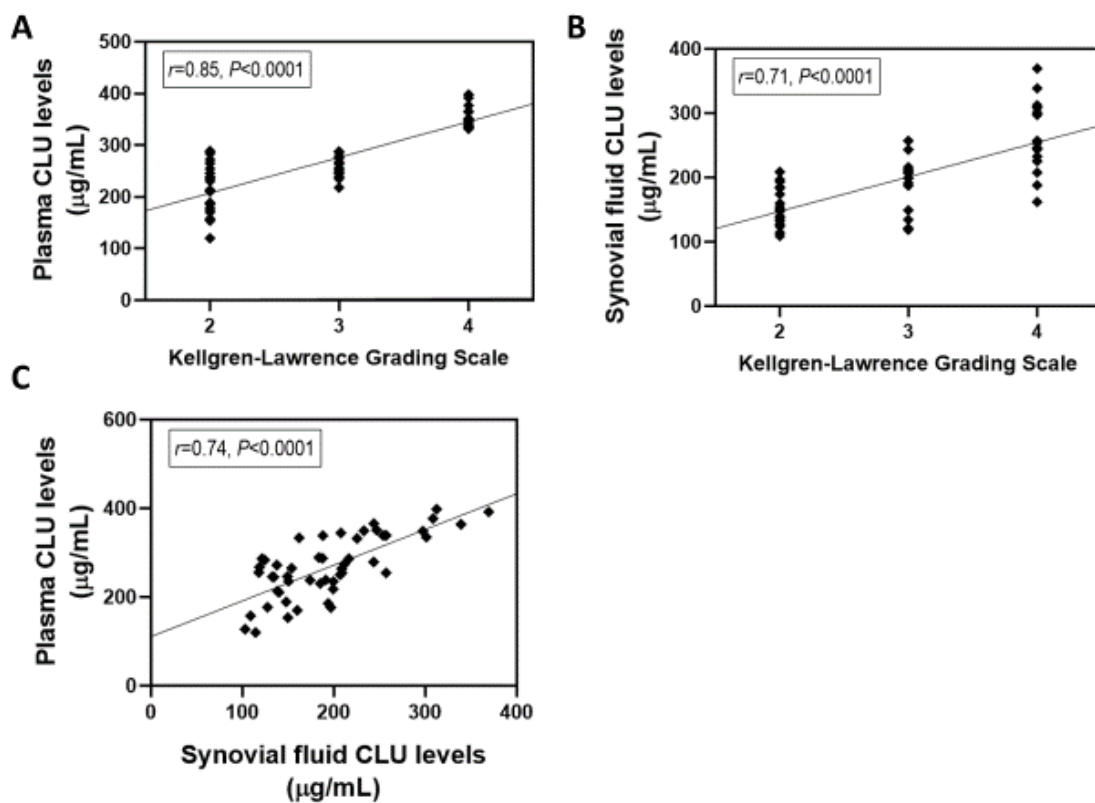 A
Plasma CLU levels
(µg/mL)
500
400
300
200
100
0
r=0.85, P<0.0001
2 3 4
Kellgren-Lawrence Grading Scale
B
Synovial fluid CLU levels
(µg/mL)
400
300
200
100
0
r=0.71, P<0.0001
2 3 4
Kellgren-Lawrence Grading Scale
C
Plasma CLU levels
(µg/mL)
600
400
200
0
r=0.74, P<0.0001
0 100 200 300 400
Synovial fluid CLU levels
(µg/mL)